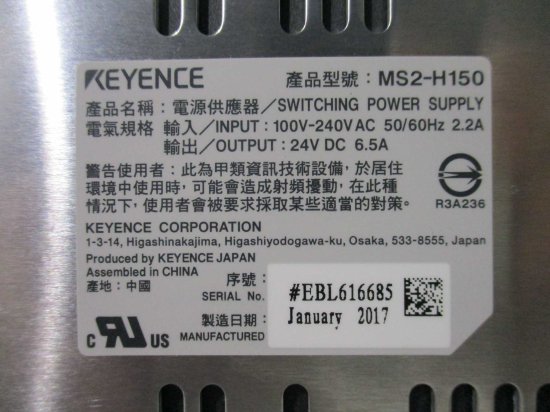 KEYENCE 產品型號：MS2-H150
產品名稱：電源供應器／SWITCHING POWER SUPPLY
電氣規格 輸入／INPUT：100V-240V AC 50/60Hz 2.2A
輸出／OUTPUT：24V DC 6.5A
警告使用者：此為甲類資訊技術設備，於居住
環境中使用時，可能會造成射頻擾動，在此種
情況下，使用者會被要求採取某些適當的對策。
R3A236
KEYENCE CORPORATION
1-3-14, Higashinakajima, Higashiyodogawa-ku, Osaka, 533-8555, Japan
Produced by KEYENCE JAPAN
Assembled in CHINA
產地：中國
序號：
SERIAL No.
#EBL616685
製造日期：
MANUFACTURED
January 2017
C RU US